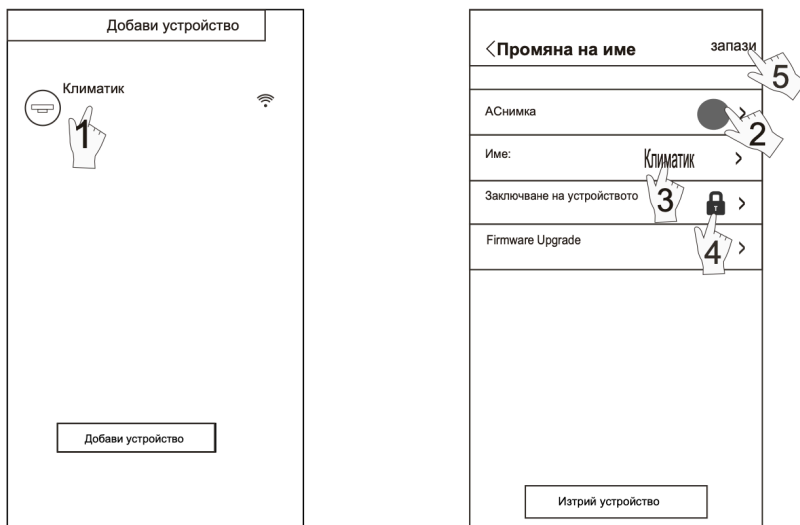 Добави устройство
Климатик
1
Добави устройство
Промяна на име
запази
5
АСнимка
2
Име:
Климатик
3
Заключване на устройството
4
Firmware Upgrade
Изтрий устройство